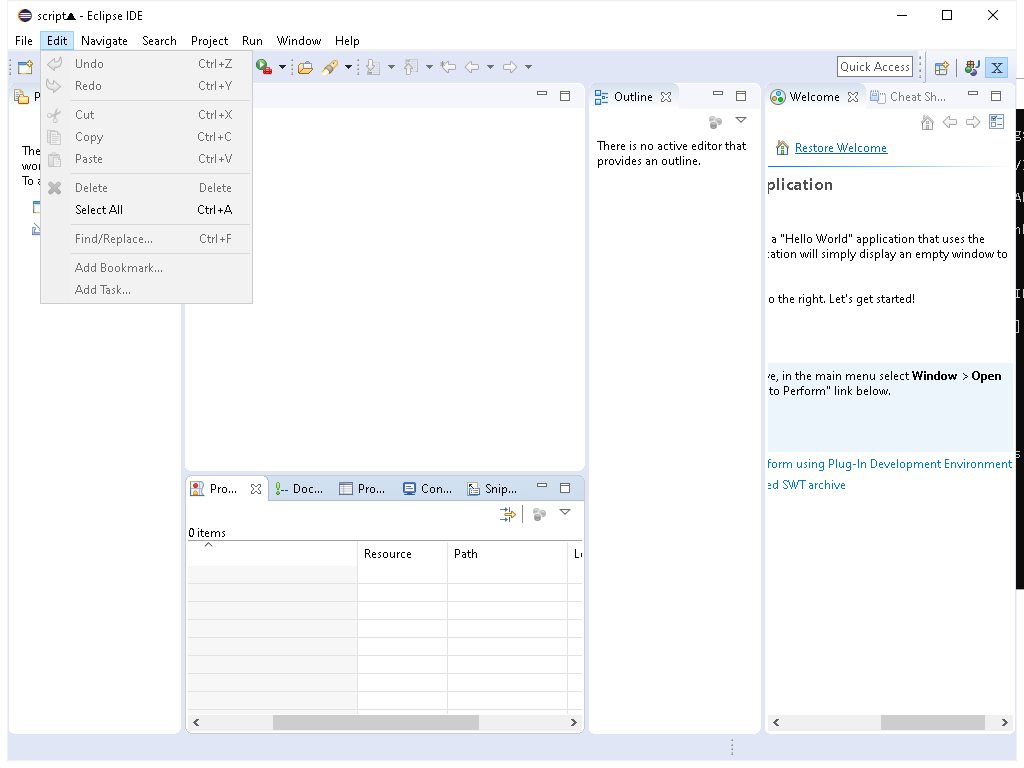 script▲ - Eclipse IDE
File Edit Navigate Search Project Run Window Help
Quick Access
Undo Ctrl+Z
Redo Ctrl+Y
Cut Ctrl+X
Copy Ctrl+C
Paste Ctrl+V
Delete Delete
Select All Ctrl+A
Find/Replace... Ctrl+F
Add Bookmark...
Add Task...
P
The
wor
To a
Outline
There is no active editor that
provides an outline.
Welcome Cheat Sh...
Restore Welcome
plication
a "Hello World" application that uses the
cation will simply display an empty window to
o the right. Let's get started!
ve, in the main menu select Window > Open
to Perform" link below.
form using Plug-In Development Environment
ed SWT archive
Pro... Doc... Pro... Con... Snip...
0 items
Resource Path